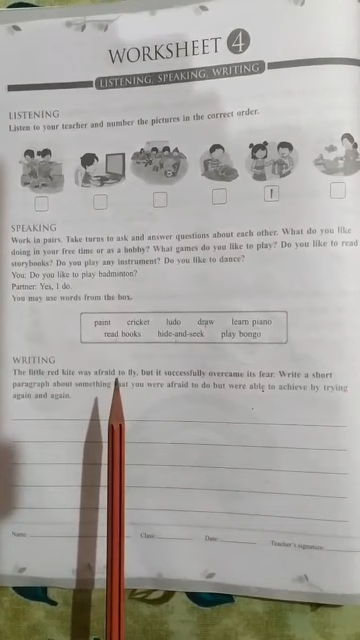 WORKSHEET 4
LISTENING, SPEAKING, WRITING
LISTENING
Listen to your teacher and number the pictures in the correct order.
1
SPEAKING
Work in pairs. Take turns to ask and answer questions about each other. What do you like
doing in your free time or as a hobby? What games do you like to play? Do you like to read
storybooks? Do you play any instrument? Do you like to dance?
You: Do you like to play badminton?
Partner: Yes, I do.
You may use words from the box.
paint cricket ludo draw learn piano
read books hide-and-seek play bongo
WRITING
The little red kite was afraid to fly, but it successfully overcame its fear. Write a short
paragraph about something that you were afraid to do but were able to achieve by trying
again and again.
Name: Class: Date: Teacher's signature: